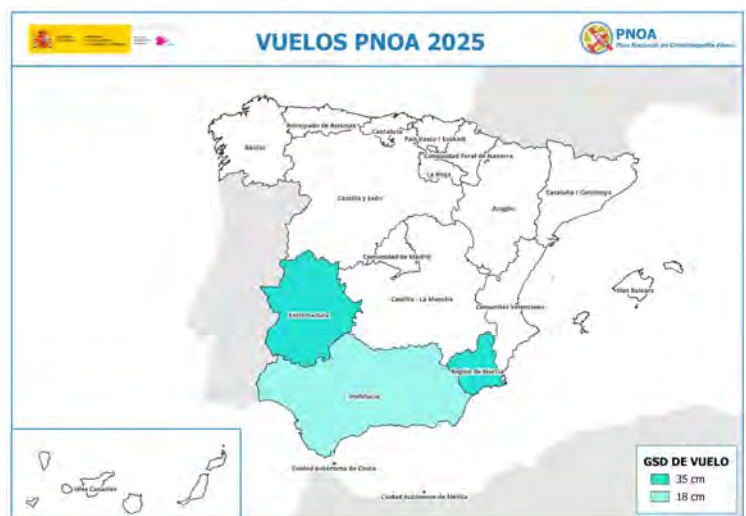 VUELOS PNOA 2025
PNOA
Plan Nacional de Ortofotografía Aérea
Principado de Asturias
Cantabria
País Vasco / Euskadi
Galicia
Comunidad Foral de Navarra
La Rioja
Cataluña / Catalunya
Castilla y León
Aragón
Comunidad de Madrid
Illes Balears
Castilla - La Mancha
Comunitat Valenciana
Extremadura
Región de Murcia
Andalucía
Ciudad Autónoma de Ceuta
Islas Canarias
Ciudad Autónoma de Melilla
GSD DE VUELO
35 cm
18 cm